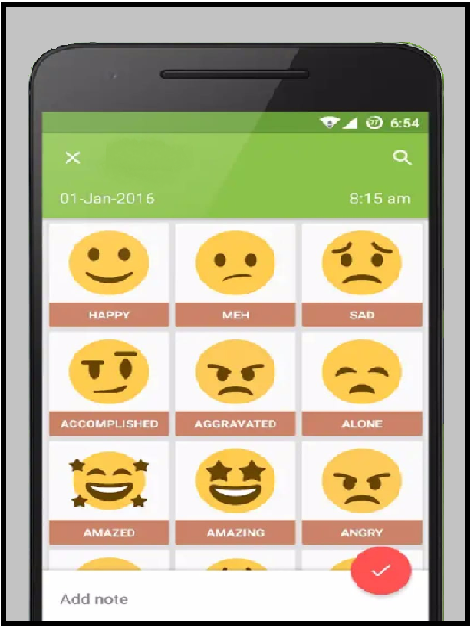 6:54
01-Jan-2016 8:15 am
HAPPY MEH SAD
ACCOMPLISHED AGGRAVATED ALONE
AMAZED AMAZING ANGRY
Add note